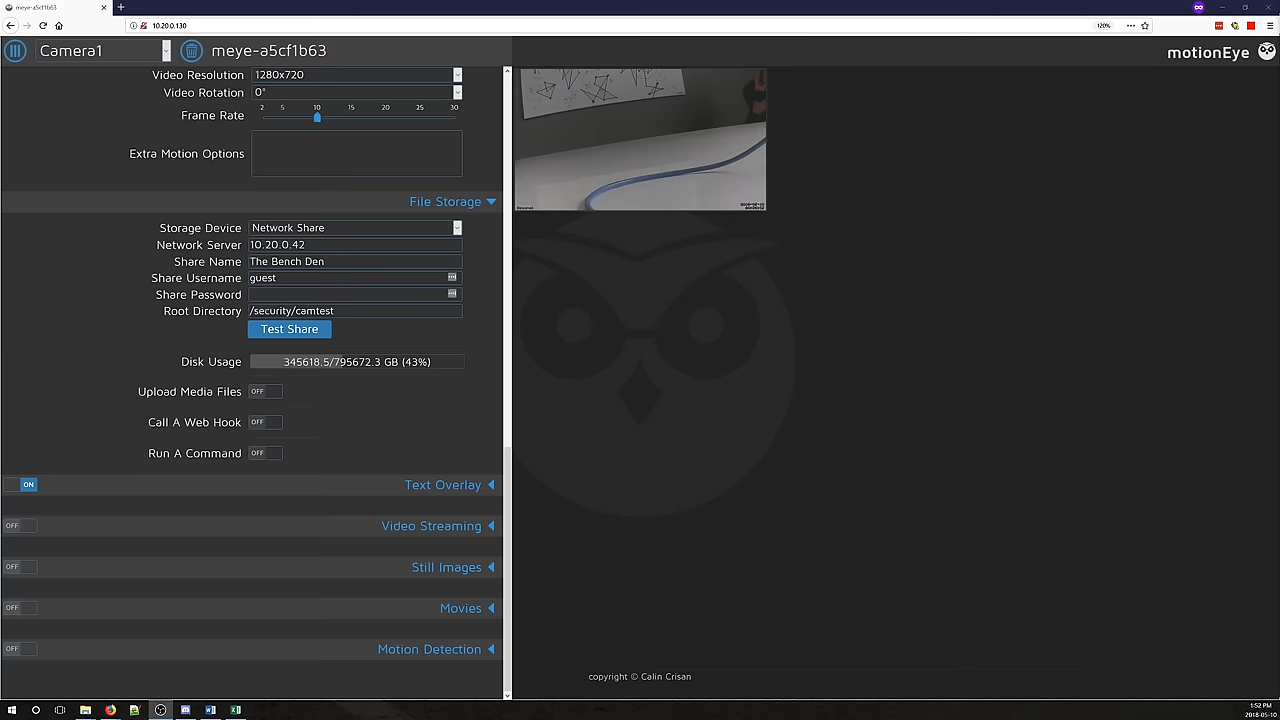 meye-a5cf1b63
10.20.0.130
120%
Camera1
meye-a5cf1b63
motionEye
Video Resolution 1280x720
Video Rotation 0°
2 5 10 15 20 25 30
Frame Rate
Extra Motion Options
File Storage
Storage Device Network Share
Network Server 10.20.0.42
Share Name The Bench Den
Share Username guest
Share Password
Root Directory /security/camtest
Test Share
Disk Usage 345618.5/795672.3 GB (43%)
Upload Media Files OFF
Call A Web Hook OFF
Run A Command OFF
ON Text Overlay
OFF Video Streaming
OFF Still Images
OFF Movies
OFF Motion Detection
copyright © Calin Crisan
1:52 PM
2018-05-10